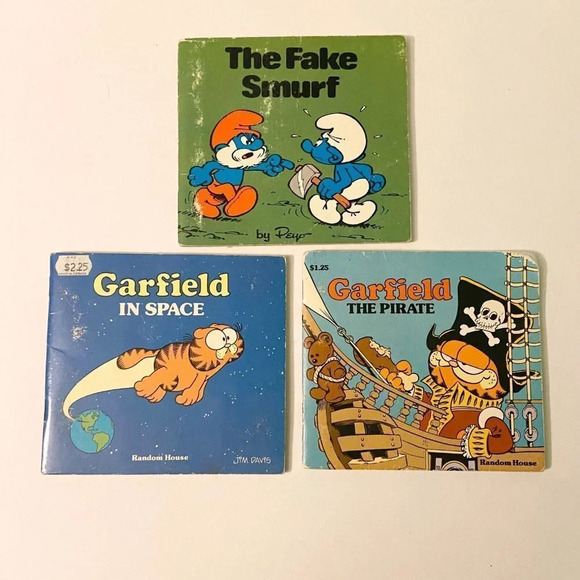 The Fake
Smurf
by Peyo
$2.25
Garfield
IN SPACE
Random House
JIM DAVIS
$1.25
Garfield
THE PIRATE
Random House